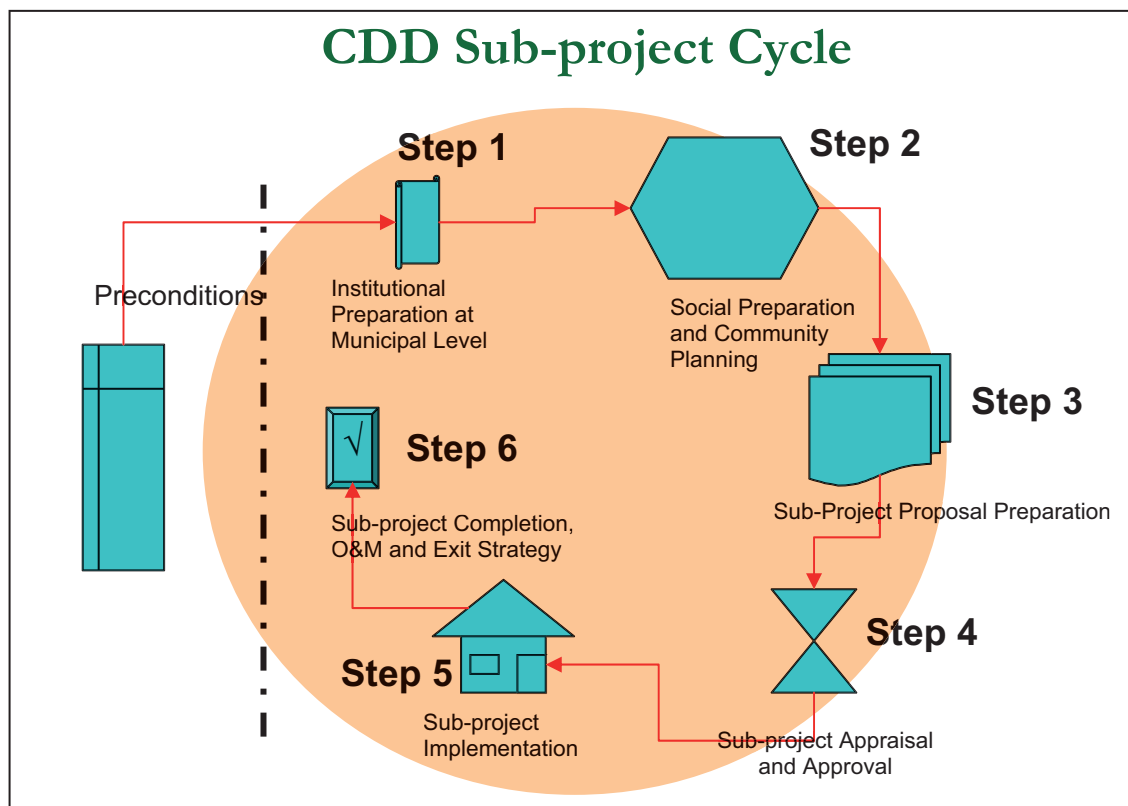 CDD Sub-project Cycle
Preconditions
Step 1
Institutional
Preparation at
Municipal Level
Step 2
Social Preparation
and Community
Planning
Step 3
Sub-Project Proposal Preparation
Step 4
Sub-project Appraisal
and Approval
Step 5
Sub-project
Implementation
√
Step 6
Sub-project Completion,
O&M and Exit Strategy